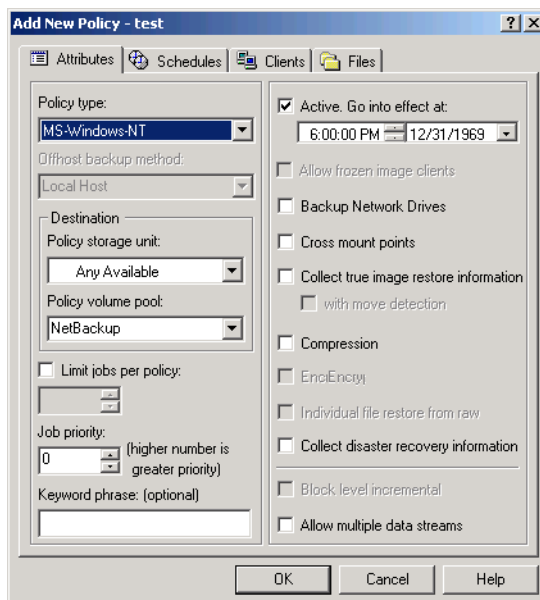 Add New Policy - test
Attributes
Schedules
Clients
Files
Policy type:
MS-Windows-NT
Offhost backup method:
Local Host
Destination
Policy storage unit:
Any Available
Policy volume pool:
NetBackup
Limit jobs per policy:
Job priority:
0
(higher number is
greater priority)
Keyword phrase: (optional)
Active. Go into effect at:
6:00:00 PM
12/31/1969
Allow frozen image clients
Backup Network Drives
Cross mount points
Collect true image restore information
with move detection
Compression
Individual file restore from raw
Collect disaster recovery information
Block level incremental
Allow multiple data streams
OK
Cancel
Help